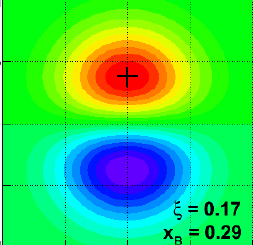 ξ = 0.17
x_B = 0.29